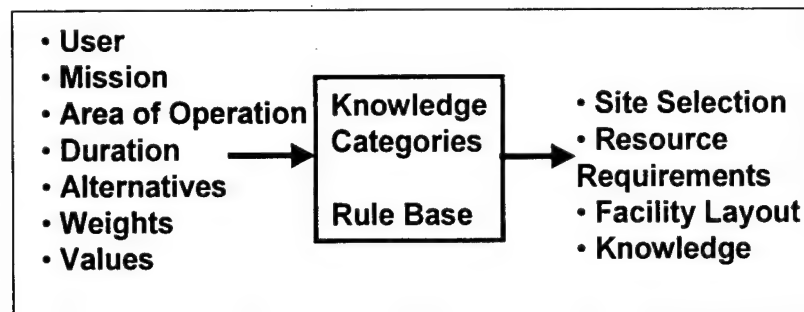 • User
• Mission
• Area of Operation
• Duration
• Alternatives
• Weights
• Values
Knowledge
Categories
Rule Base
• Site Selection
• Resource
Requirements
• Facility Layout
• Knowledge